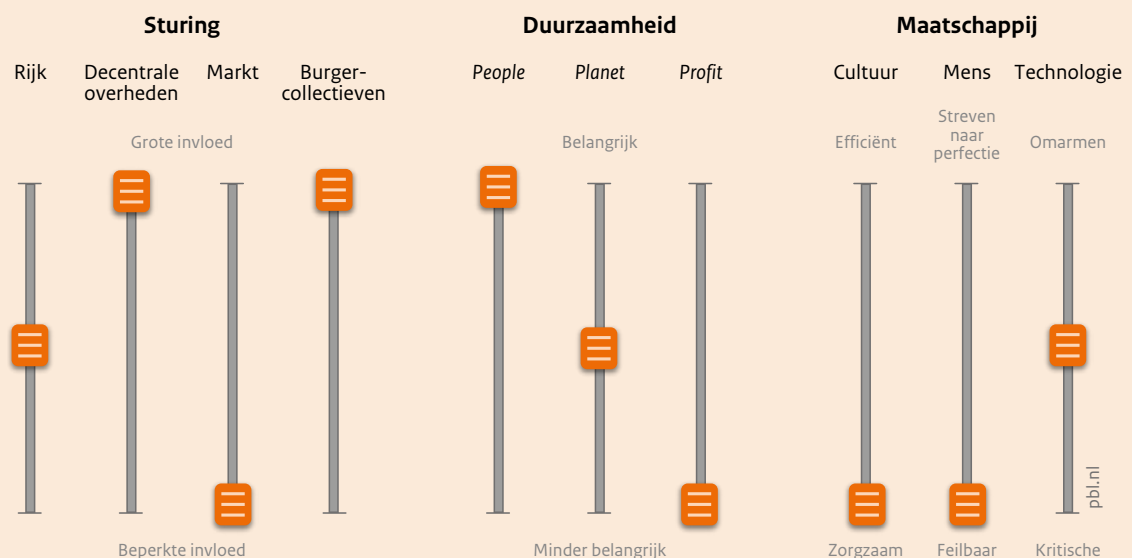 Sturing
Duurzaamheid
Maatschappij
Rijk
Decentrale
overheden
Markt
Burger-
collectieven
People
Planet
Profit
Cultuur
Mens
Technologie
Grote invloed
Belangrijk
Efficiënt
Streven
naar
perfectie
Omarmen
pbl.nl
Beperkte invloed
Minder belangrijk
Zorgzaam
Feilbaar
Kritische